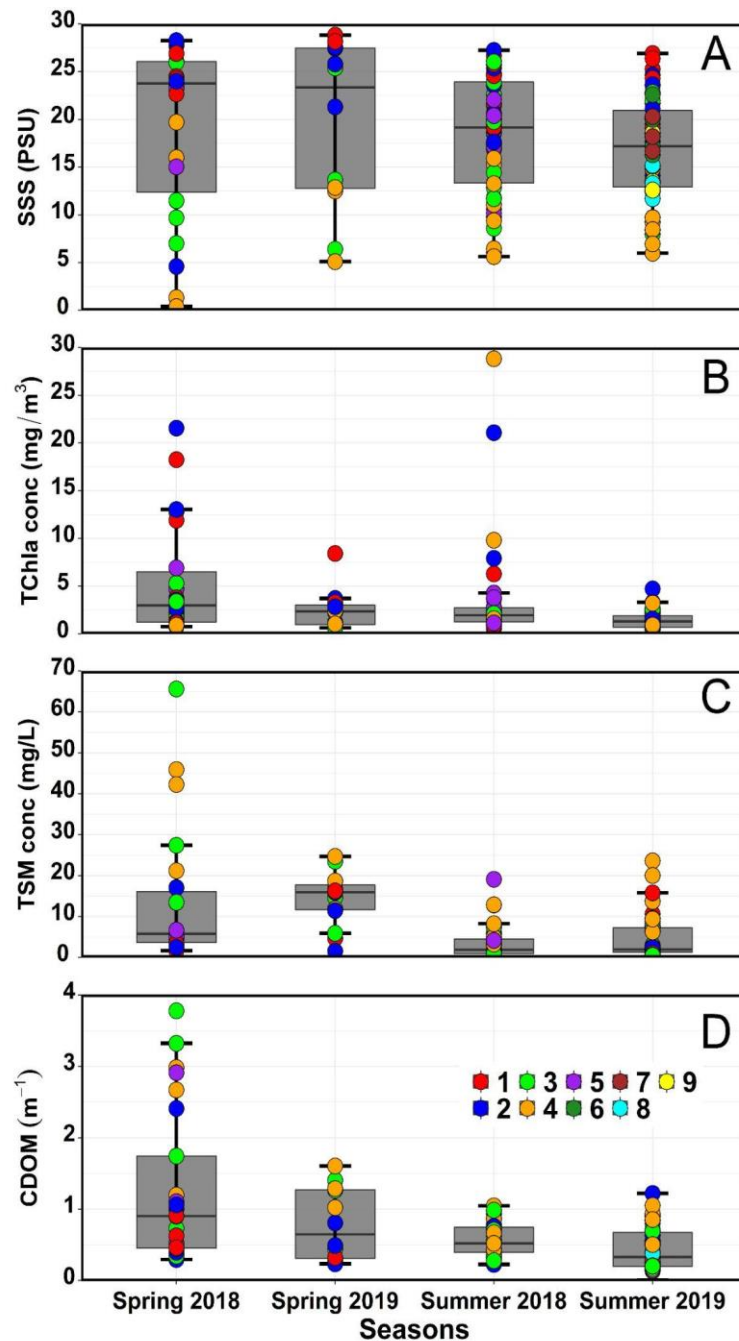 30
A
25
20
SSS (PSU)
15
10
5
0
30
B
25
20
TChla conc (mg/m³)
15
10
5
0
70
C
60
50
TSM conc (mg/L)
40
30
20
10
0
4
D
3
1 3 5 7 9
2 4 6 8
CDOM (m⁻¹)
2
1
0
Spring 2018 Spring 2019 Summer 2018 Summer 2019
Seasons